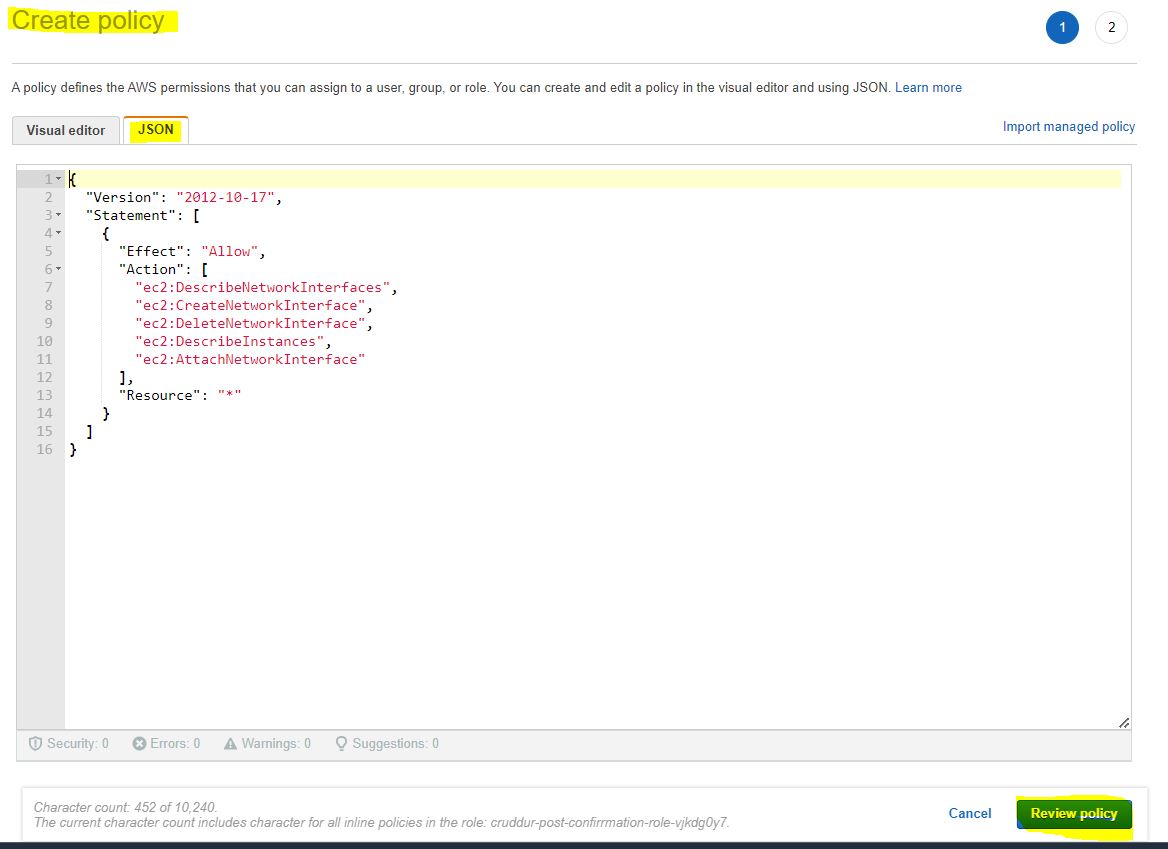 Create policy
1
2
A policy defines the AWS permissions that you can assign to a user, group, or role. You can create and edit a policy in the visual editor and using JSON. Learn more
Visual editor
JSON
Import managed policy
1 {
2 "Version": "2012-10-17",
3 "Statement": [
4 {
5 "Effect": "Allow",
6 "Action": [
7 "ec2:DescribeNetworkInterfaces",
8 "ec2:CreateNetworkInterface",
9 "ec2:DeleteNetworkInterface",
10 "ec2:DescribeInstances",
11 "ec2:AttachNetworkInterface"
12 ],
13 "Resource": "*"
14 }
15 ]
16 }
Security: 0 Errors: 0 Warnings: 0 Suggestions: 0
Character count: 452 of 10,240.
The current character count includes character for all inline policies in the role: cruddur-post-confirrmation-role-vjkdg0y7.
Cancel
Review policy